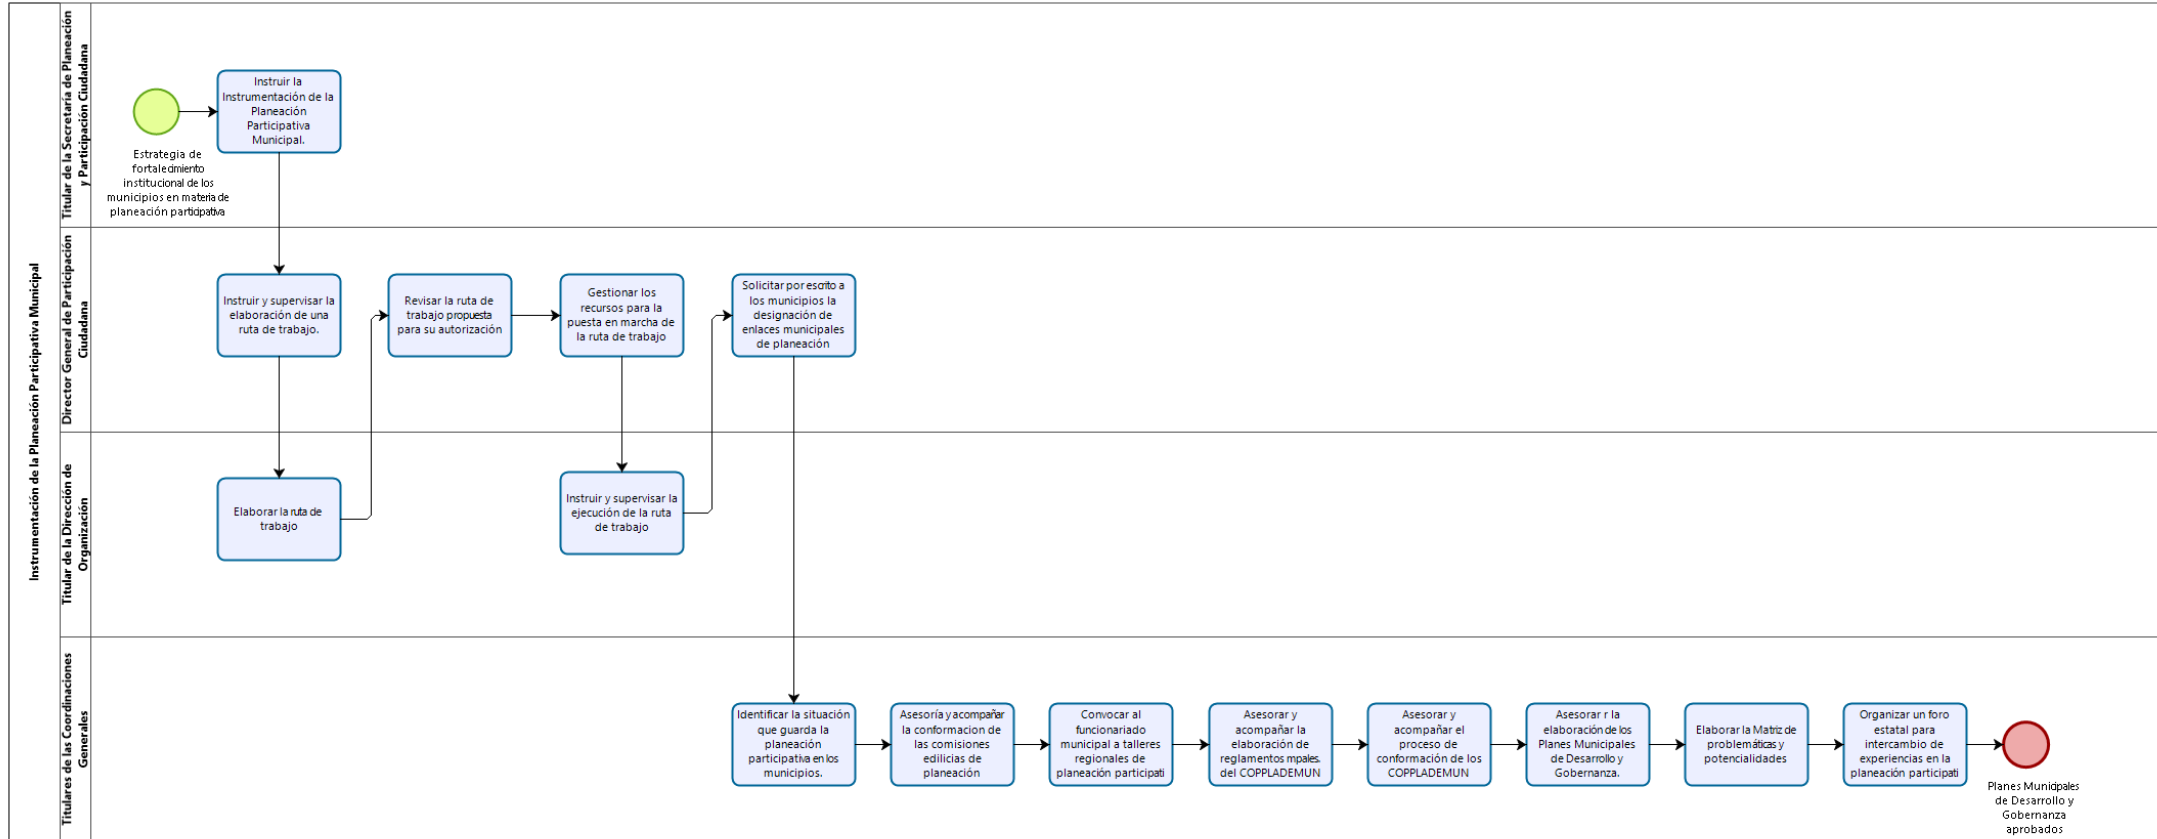 Instrumentación de la Planeación Participativa Municipal
Titular de la Secretaría de Planeación
y Participación Ciudadana
Estrategia de
fortalecimiento
institucional de los
municipios en materia de
planeación participativa
Instruir la
Instrumentación de la
Planeación
Participativa
Municipal.
Director General de Participación
Ciudadana
Instruir y supervisar la
elaboración de una
ruta de trabajo.
Revisar la ruta de
trabajo propuesta
para su autorización
Gestionar los
recursos para la
puesta en marcha de
la ruta de trabajo
Solicitar por escrito a
los municipios la
designación de
enlaces municipales
de planeación
Titular de la Dirección de
Organización
Elaborar la ruta de
trabajo
Instruir y supervisar la
ejecución de la ruta
de trabajo
Titulares de las Coordinaciones
Generales
Identificar la situación
que guarda la
planeación
participativa en los
municipios.
Asesoría y acompañar
la conformacion de
las comisiones
edilicias de
planeación
Convocar al
funcionariado
municipal a talleres
regionales de
planeación participati
Asesorar y
acompañar la
elaboración de
reglamentos mpales.
del COPPLADEMUN
Asesorar y
acompañar el
proceso de
conformación de los
COPPLADEMUN
Asesorar r la
elaboración de los
Planes Municipales
de Desarrollo y
Gobernanza.
Elaborar la Matriz de
problemáticas y
potencialidades
Organizar un foro
estatal para
intercambio de
experiencias en la
planeación participati
Planes Municipales
de Desarrollo y
Gobernanza
aprobados